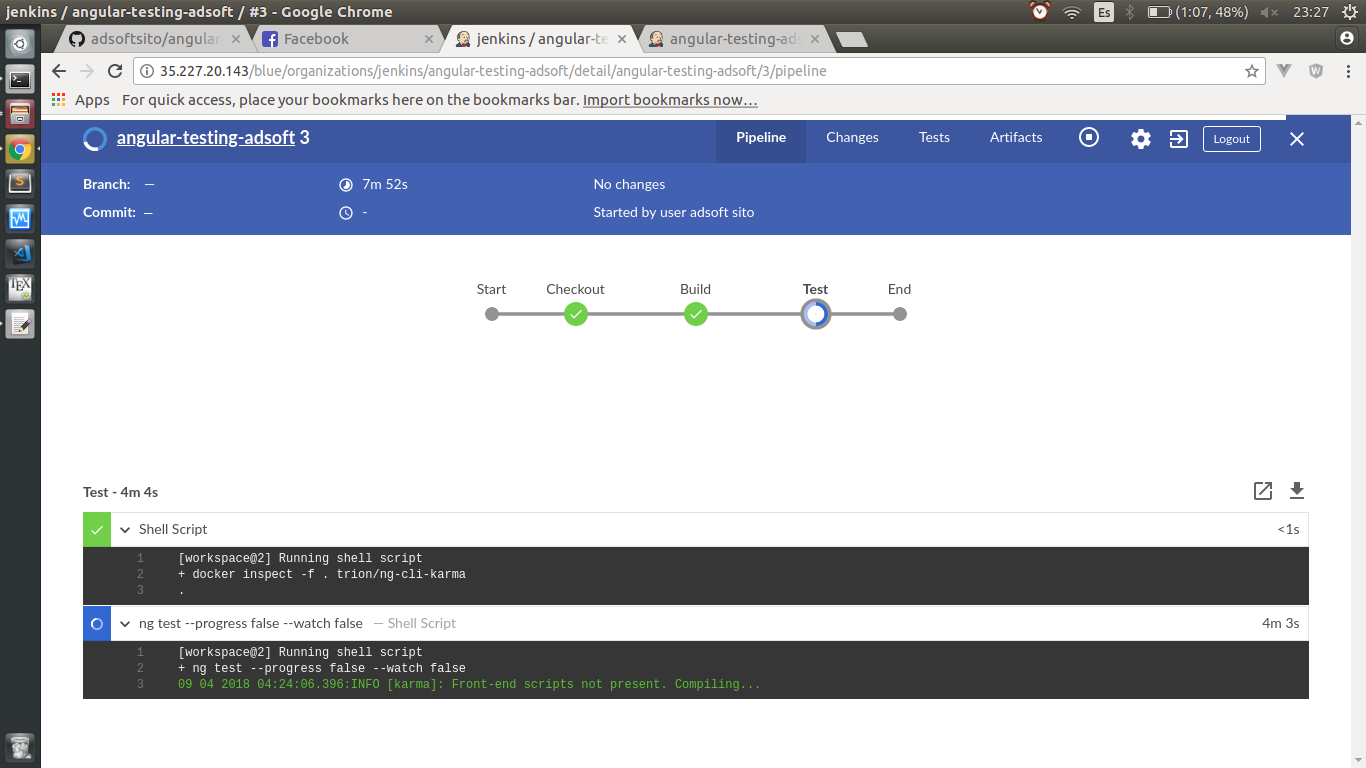 jenkins / angular-testing-adsoft / #3 - Google Chrome
Es
(1:07, 48%)
23:27
adsoftsito/angular
Facebook
jenkins / angular-te
angular-testing-ads
35.227.20.143/blue/organizations/jenkins/angular-testing-adsoft/detail/angular-testing-adsoft/3/pipeline
Apps For quick access, place your bookmarks here on the bookmarks bar. Import bookmarks now…
angular-testing-adsoft 3
Pipeline
Changes
Tests
Artifacts
Logout
Branch: —
7m 52s
No changes
Commit: —
-
Started by user adsoft sito
Start
Checkout
Build
Test
End
Test - 4m 4s
Shell Script
<1s
1 [workspace@2] Running shell script
2 + docker inspect -f . trion/ng-cli-karma
3 .
ng test --progress false --watch false — Shell Script
4m 3s
1 [workspace@2] Running shell script
2 + ng test --progress false --watch false
3 09 04 2018 04:24:06.396:INFO [karma]: Front-end scripts not present. Compiling...